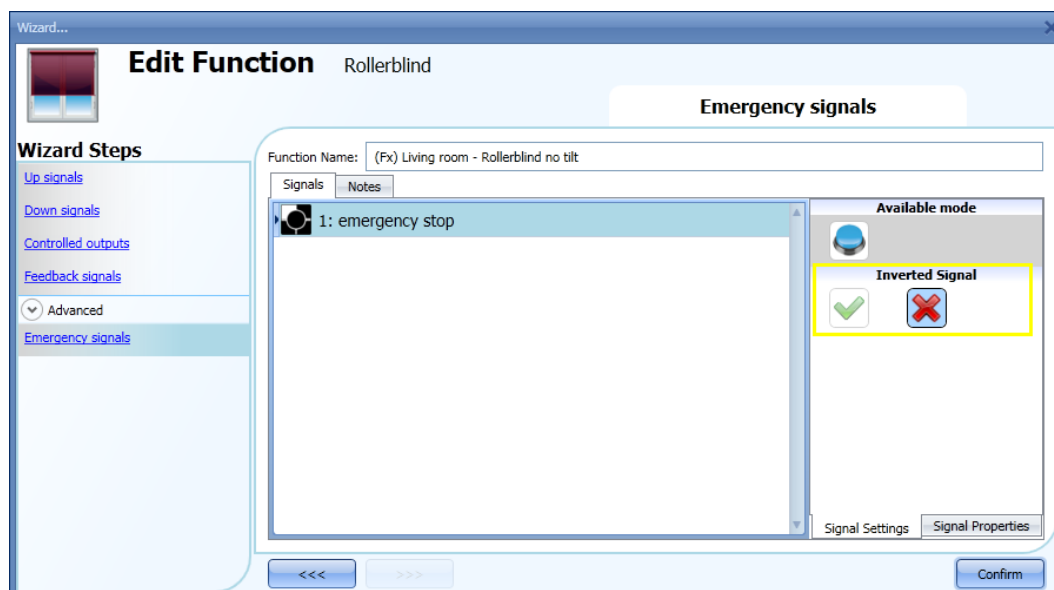 Wizard...
Edit Function Rollerblind
Emergency signals
Wizard Steps
Up signals
Down signals
Controlled outputs
Feedback signals
Advanced
Emergency signals
Function Name: (Fx) Living room - Rollerblind no tilt
Signals Notes
1: emergency stop
Available mode
Inverted Signal
Signal Settings Signal Properties
<<< >>> Confirm